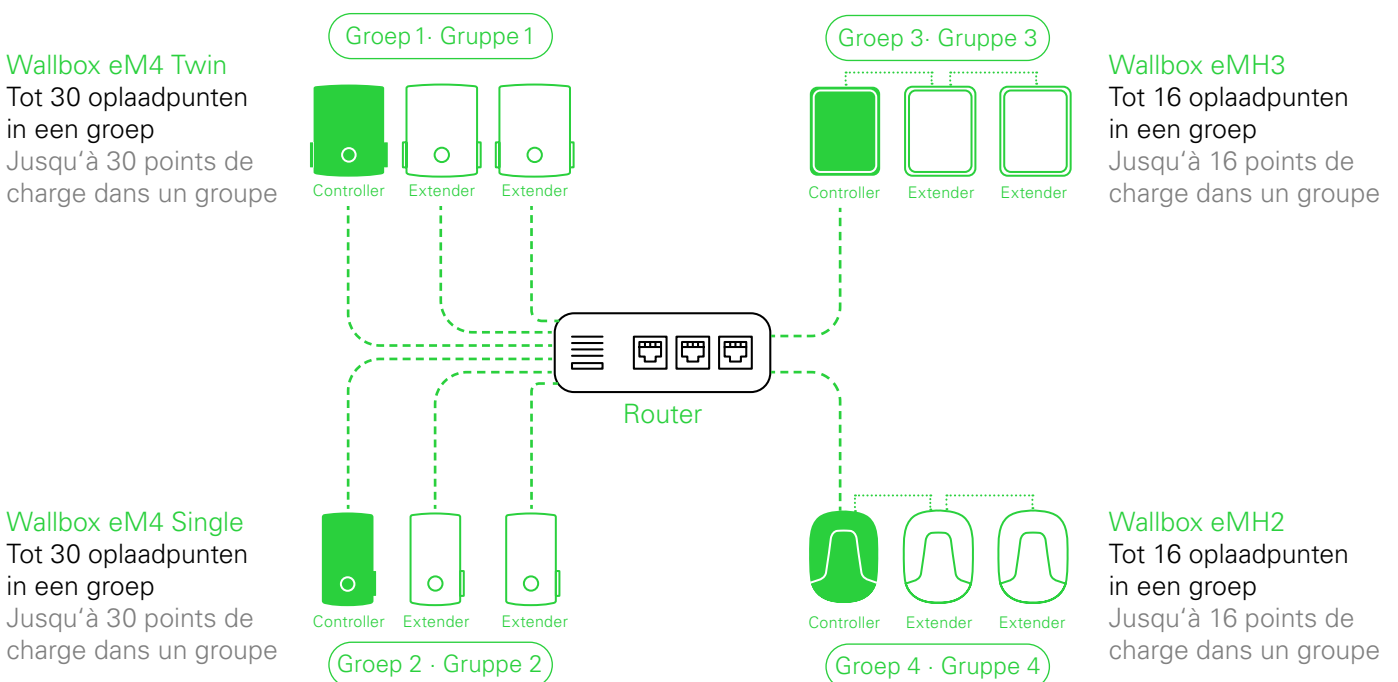 Groep 1 · Gruppe 1
Wallbox eM4 Twin
Tot 30 oplaadpunten
in een groep
Jusqu‘à 30 points de
charge dans un groupe
Controller
Extender
Extender
Groep 3 · Gruppe 3
Wallbox eMH3
Tot 16 oplaadpunten
in een groep
Jusqu‘à 16 points de
charge dans un groupe
Controller
Extender
Extender
Router
Wallbox eM4 Single
Tot 30 oplaadpunten
in een groep
Jusqu‘à 30 points de
charge dans un groupe
Controller
Extender
Extender
Groep 2 · Gruppe 2
Wallbox eMH2
Tot 16 oplaadpunten
in een groep
Jusqu‘à 16 points de
charge dans un groupe
Controller
Extender
Extender
Groep 4 · Gruppe 4